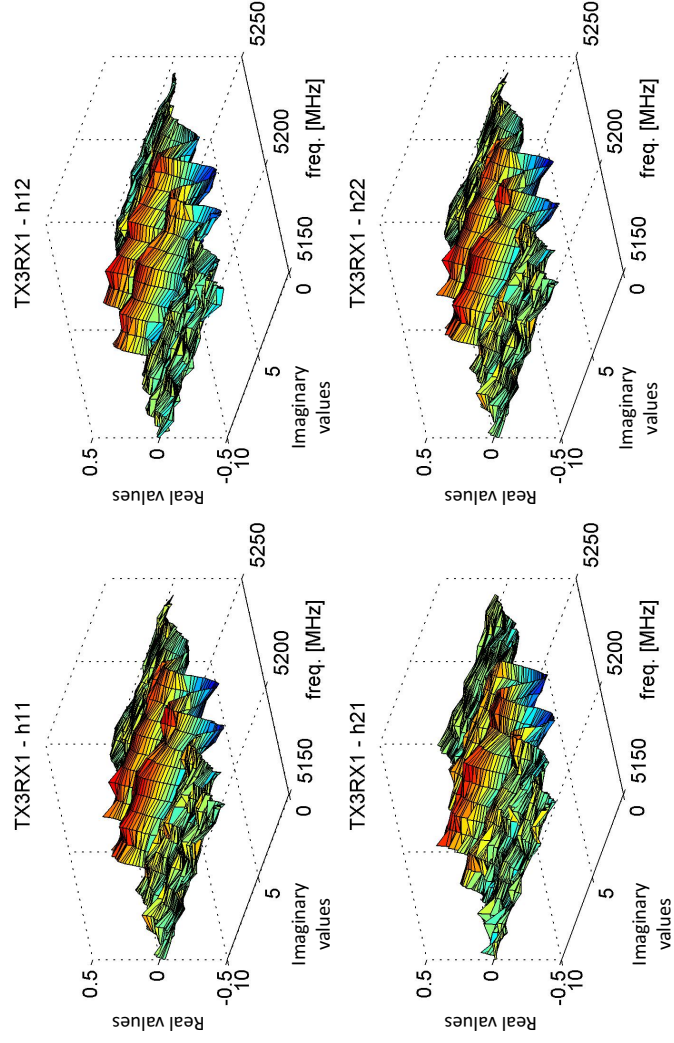 TX3RX1 - h11
0.5
0
-0.5
Real values
10
5
0
Imaginary
values
5150
5200
5250
freq. [MHz]
TX3RX1 - h12
0.5
0
-0.5
Real values
10
5
0
Imaginary
values
5150
5200
5250
freq. [MHz]
TX3RX1 - h21
0.5
0
-0.5
Real values
10
5
0
Imaginary
values
5150
5200
5250
freq. [MHz]
TX3RX1 - h22
0.5
0
-0.5
Real values
10
5
0
Imaginary
values
5150
5200
5250
freq. [MHz]